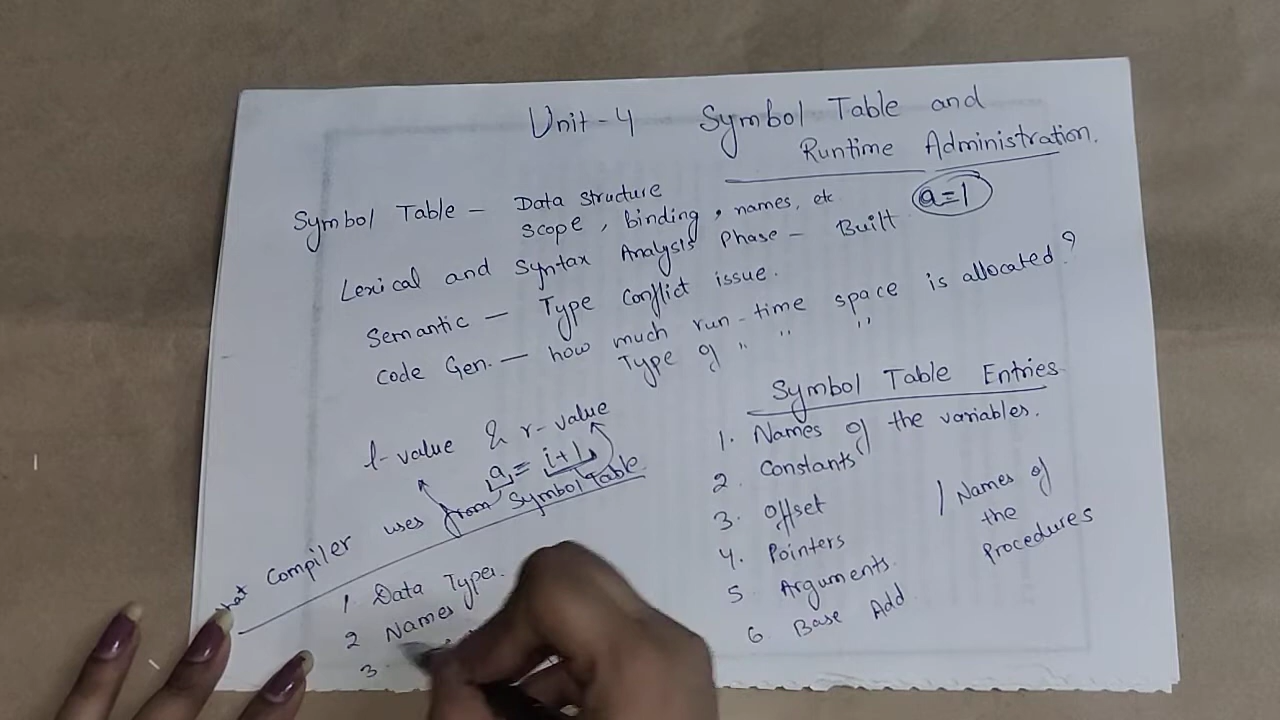 Unit - 4 Symbol Table and
Runtime Administration.
Symbol Table - Data Structure
Scope, binding, names, etc
a=1
Lexical and Syntax Analysis Phase - Built
Semantic - Type Conflict issue.
Code Gen. - how much run-time space is allocated?
Type of " " "
l-value & r-value
a = i+1
Compiler uses from Symbol Table
1. Data Type.
2 Names
3.
Symbol Table Entries
1. Names of the variables.
2. Constants
3. Offset
4. Pointers
5 Arguments.
6. Base Add.
/ Names of
the
Procedures